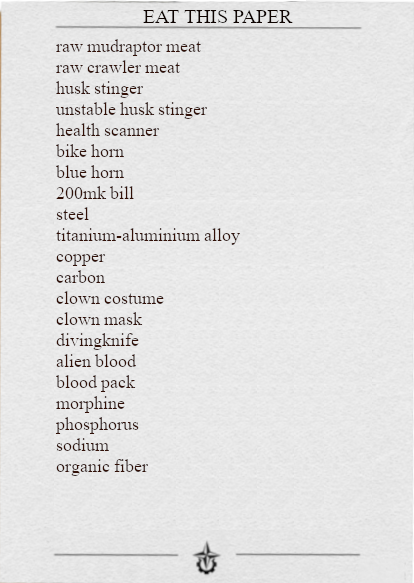 EAT THIS PAPER
raw mudraptor meat
raw crawler meat
husk stinger
unstable husk stinger
health scanner
bike horn
blue horn
200mk bill
steel
titanium-aluminium alloy
copper
carbon
clown costume
clown mask
divingknife
alien blood
blood pack
morphine
phosphorus
sodium
organic fiber